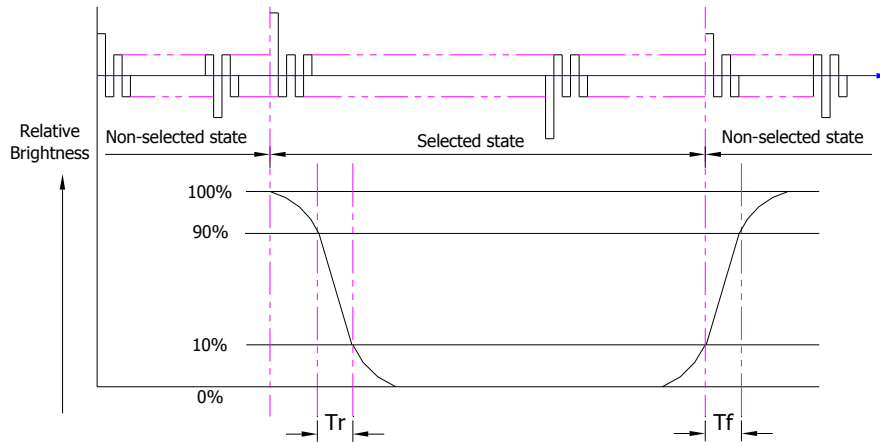 Relative
Brightness
Non-selected state
Selected state
Non-selected state
100%
90%
10%
0%
Tr
Tf